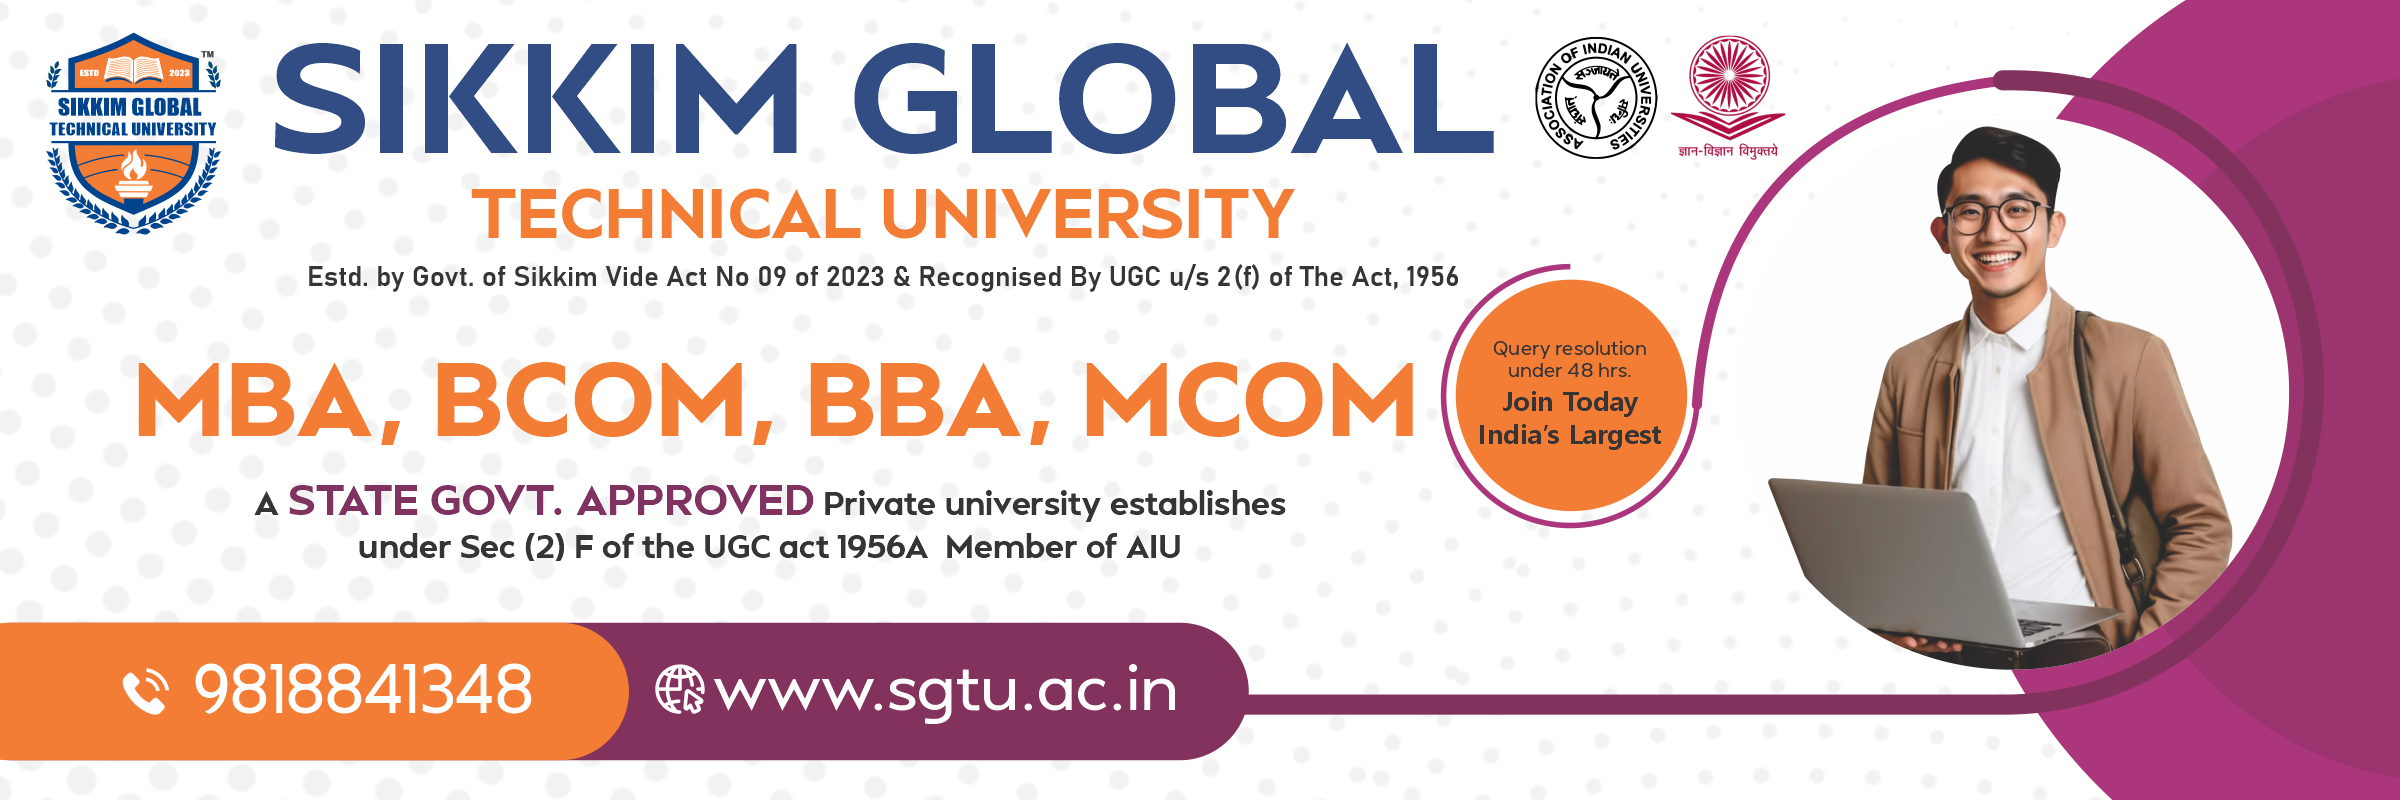 ESTD 2023
TM
SIKKIM GLOBAL
TECHNICAL UNIVERSITY
SIKKIM GLOBAL
TECHNICAL UNIVERSITY
Estd. by Govt. of Sikkim Vide Act No 09 of 2023 & Recognised By UGC u/s 2(f) of The Act, 1956
ASSOCIATION OF INDIAN UNIVERSITIES
ज्ञान-विज्ञान विमुक्तये
MBA, BCOM, BBA, MCOM
Query resolution
under 48 hrs.
Join Today
India's Largest
A STATE GOVT. APPROVED Private university establishes
under Sec (2) F of the UGC act 1956A Member of AIU
9818841348
www.sgtu.ac.in